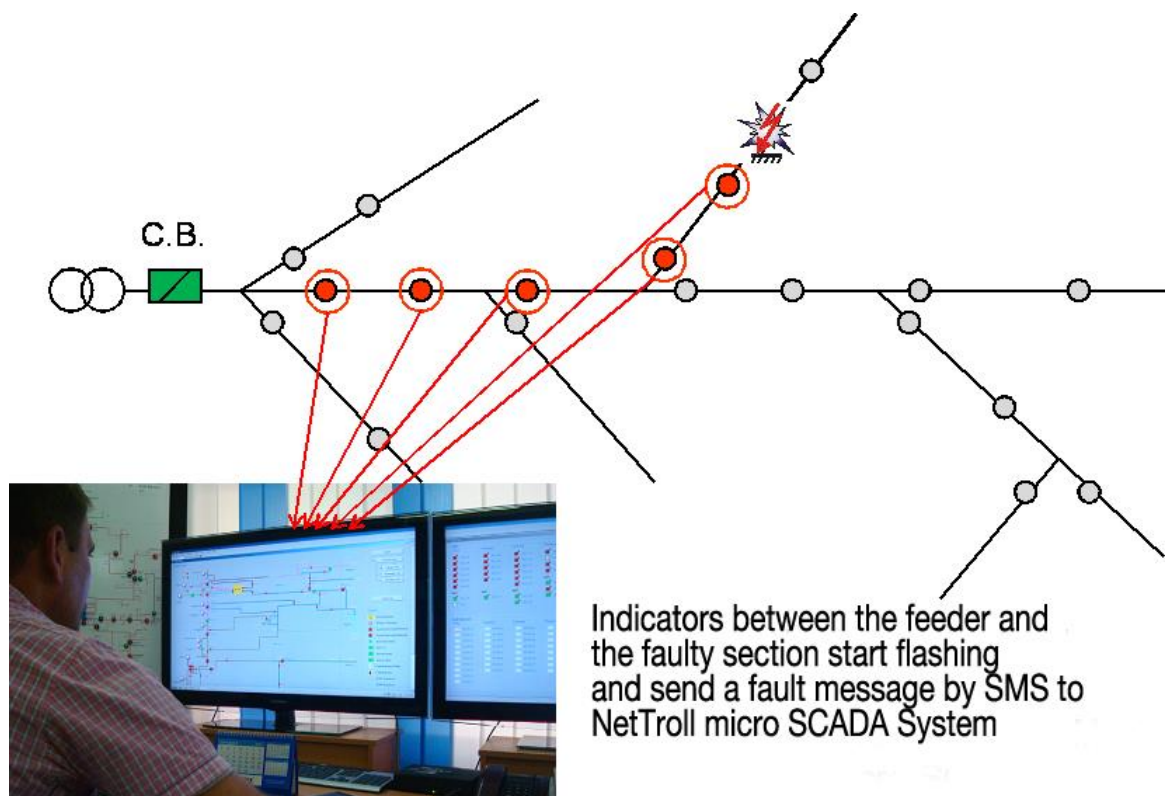 C.B.
Indicators between the feeder and
the faulty section start flashing
and send a fault message by SMS to
NetTroll micro SCADA System